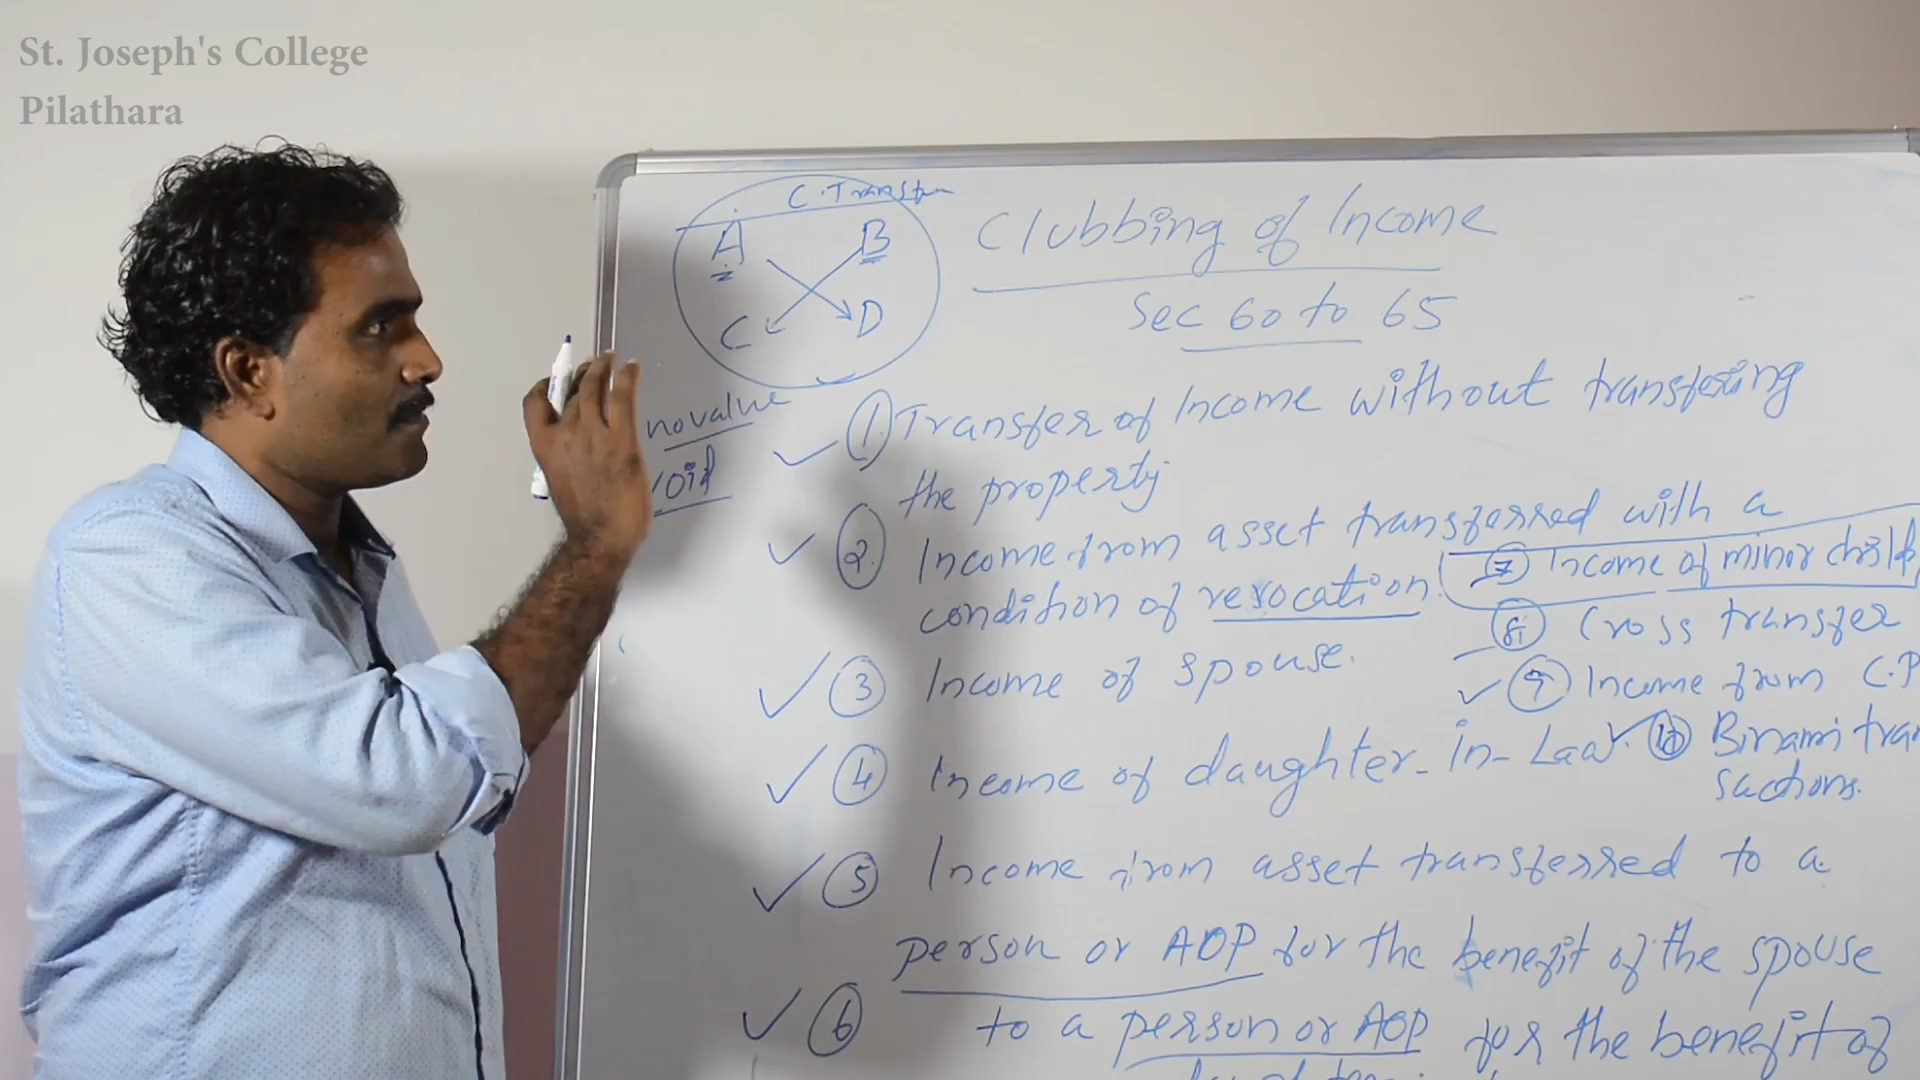 St. Joseph's College
Pilathara
C. Transfer
A B
C D
no value
void
Clubbing of Income
Sec 60 to 65
1. Transfer of Income without transfering
the property
2. Income from asset transferred with a
condition of revocation
3 Income of spouse.
4 Income of daughter-in-Law.
5 Income from asset transferred to a
person or AOP for the benefit of the spouse
6 to a person or AOP for the benefit of
7 Income of minor child
8 Cross transfer
9 Income from C.P
10 Binami tran
sactions.